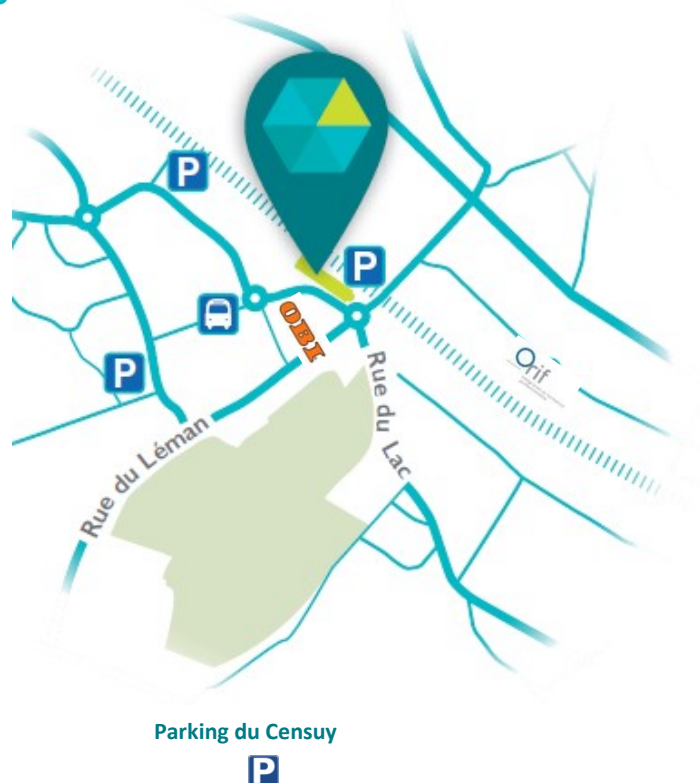 P
P
OBI
P
Orif
Rue du Léman
Rue du Lac
Parking du Censuy
P